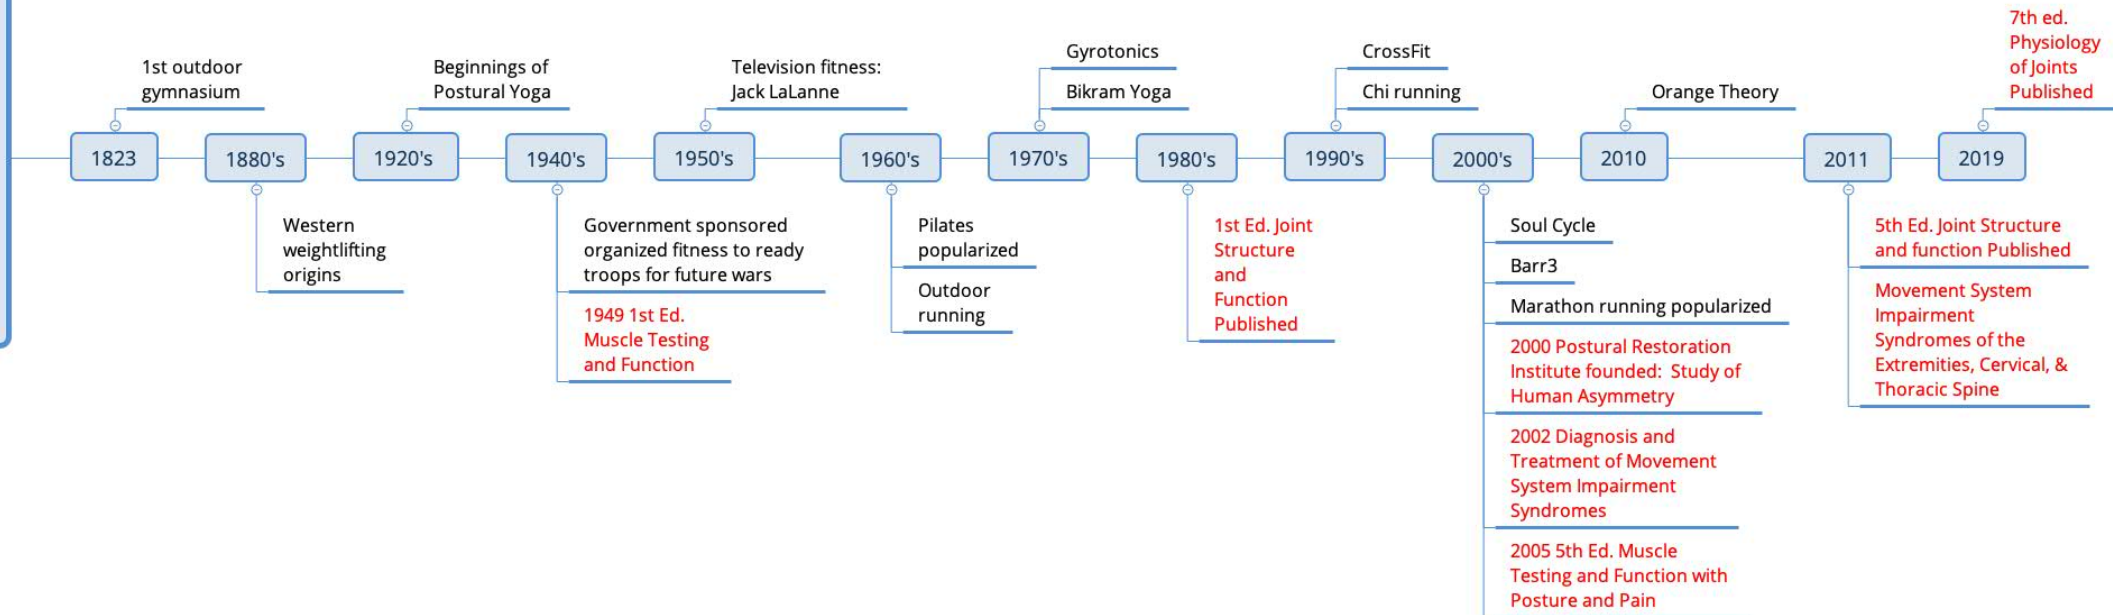 1st outdoor
gymnasium
1823
1880's
Western
weightlifting
origins
Beginnings of
Postural Yoga
1920's
1940's
Government sponsored
organized fitness to ready
troops for future wars
1949 1st Ed.
Muscle Testing
and Function
Television fitness:
Jack LaLanne
1950's
1960's
Pilates
popularized
Outdoor
running
Gyrotonics
Bikram Yoga
1970's
1980's
1st Ed. Joint
Structure
and
Function
Published
CrossFit
Chi running
1990's
2000's
Soul Cycle
Barr3
Marathon running popularized
2000 Postural Restoration
Institute founded:  Study of
Human Asymmetry
2002 Diagnosis and
Treatment of Movement
System Impairment
Syndromes
2005 5th Ed. Muscle
Testing and Function with
Posture and Pain
Orange Theory
2010
2011
5th Ed. Joint Structure
and function Published
Movement System
Impairment
Syndromes of the
Extremities, Cervical, &
Thoracic Spine
7th ed.
Physiology
of Joints
Published
2019